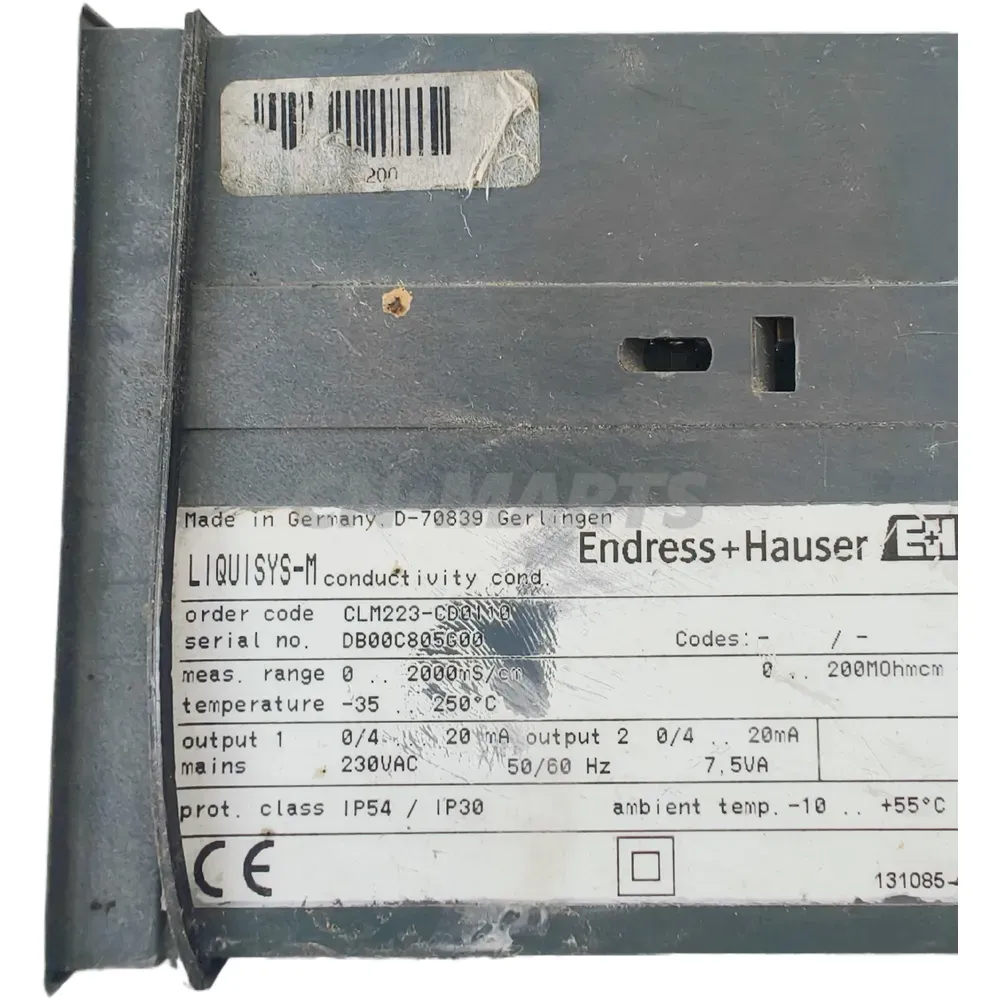 200
CALMARTS
Made in Germany, D-70839 Gerlingen
Endress+Hauser E+H
LIQUISYS-M conductivity cond.
order code CLM223-CD0110
serial no. DB00C805G00 Codes: - / -
meas. range 0 .. 2000mS/cm 0 .. 200MOhmcm
temperature -35 .. 250°C
output 1 0/4 .. 20 mA output 2 0/4 .. 20mA
mains 230VAC 50/60 Hz 7,5VA
prot. class IP54 / IP30 ambient temp. -10 .. +55°C
CE
131085-